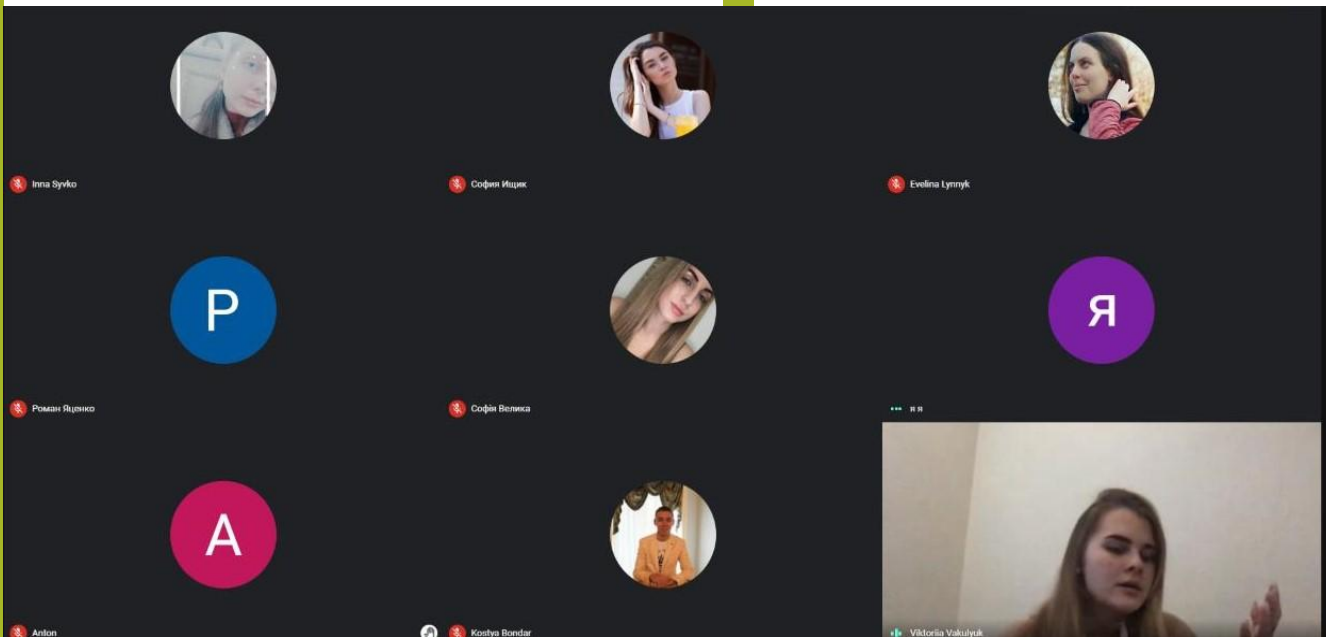 Inna Syvko
София Ищик
Evelina Lynnyk
Р
Я
Роман Яценко
Софія Велика
я я
A
Anton
Kostya Bondar
Viktoriia Vakulyuk